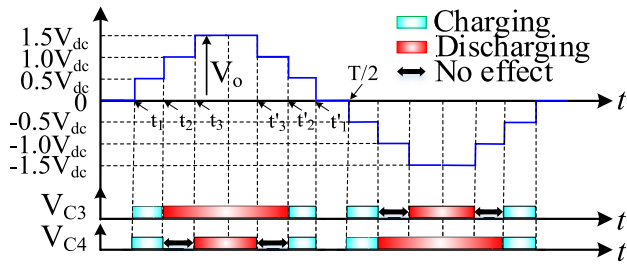 Charging
Discharging
No effect
1.5Vdc
1.0Vdc
0.5Vdc
0
-0.5Vdc
-1.0Vdc
-1.5Vdc
Vo
T/2
t
t1
t2
t3
t'3
t'2
t'1
VC3
t
VC4
t